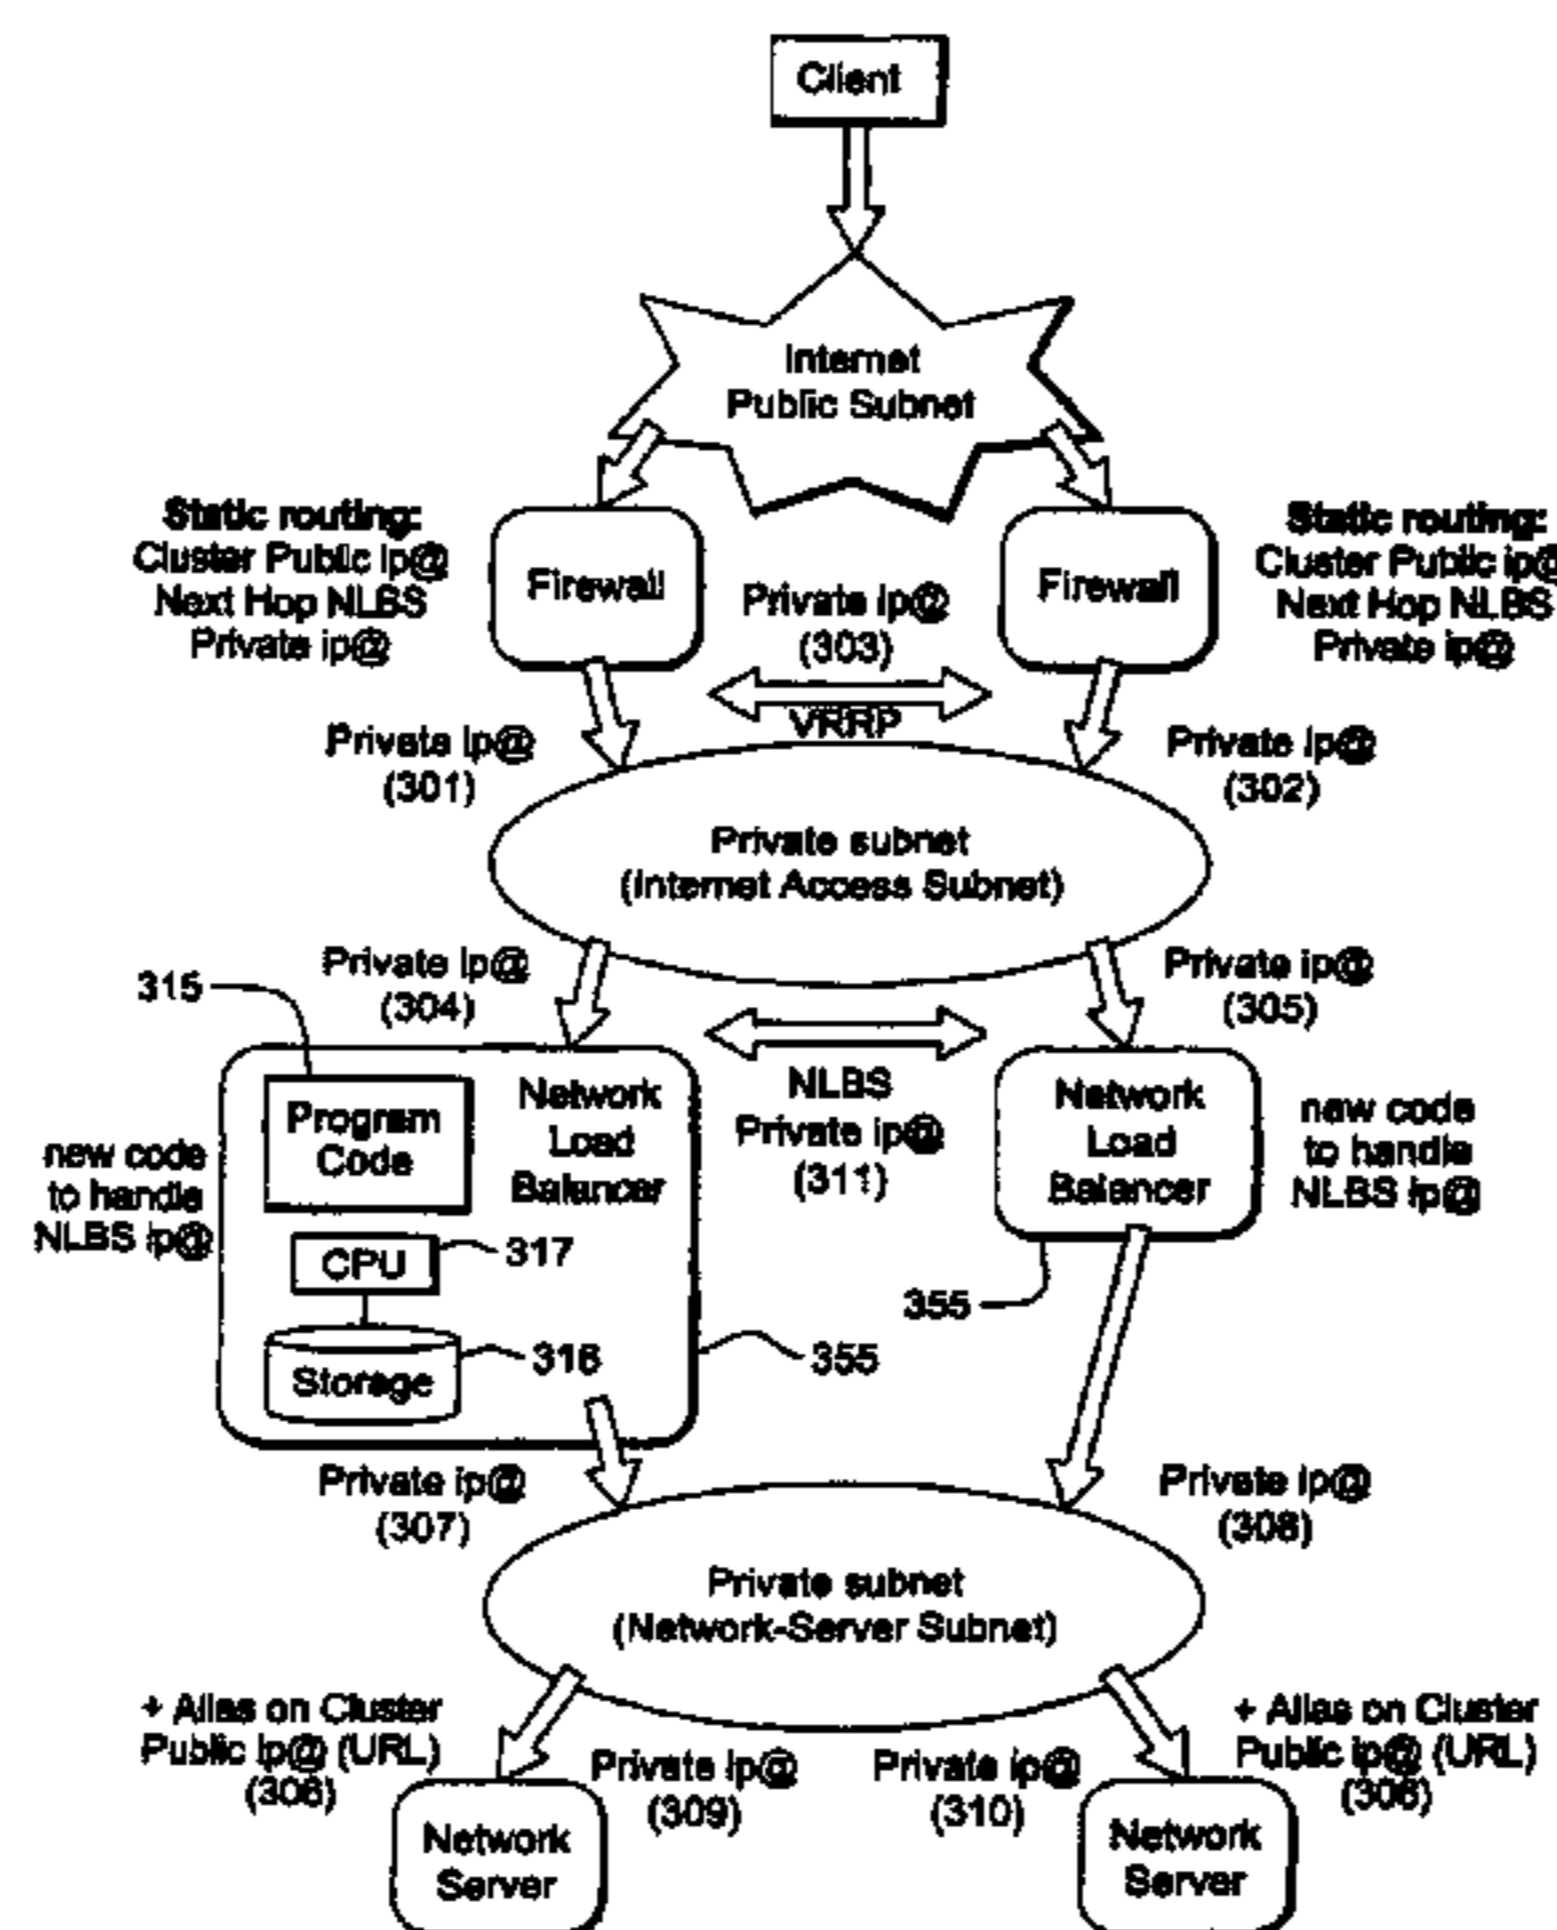 Client
Internet
Public Subnet
Static routing:
Cluster Public ip@
Next Hop NLBS
Private ip@
Firewall
Private ip@
(303)
VRRP
Firewall
Static routing:
Cluster Public ip@
Next Hop NLBS
Private ip@
Private ip@
(301)
Private ip@
(302)
Private subnet
(Internet Access Subnet)
315
Private ip@
(304)
Private ip@
(305)
Program
Code
Network
Load
Balancer
NLBS
Private ip@
(311)
Network
Load
Balancer
new code
to handle
NLBS ip@
new code
to handle
NLBS ip@
CPU
317
355
Storage
316
355
Private ip@
(307)
Private ip@
(308)
Private subnet
(Network-Server Subnet)
+ Alias on Cluster
Public ip@ (URL)
(306)
Private ip@
(309)
Private ip@
(310)
+ Alias on Cluster
Public ip@ (URL)
(306)
Network
Server
Network
Server